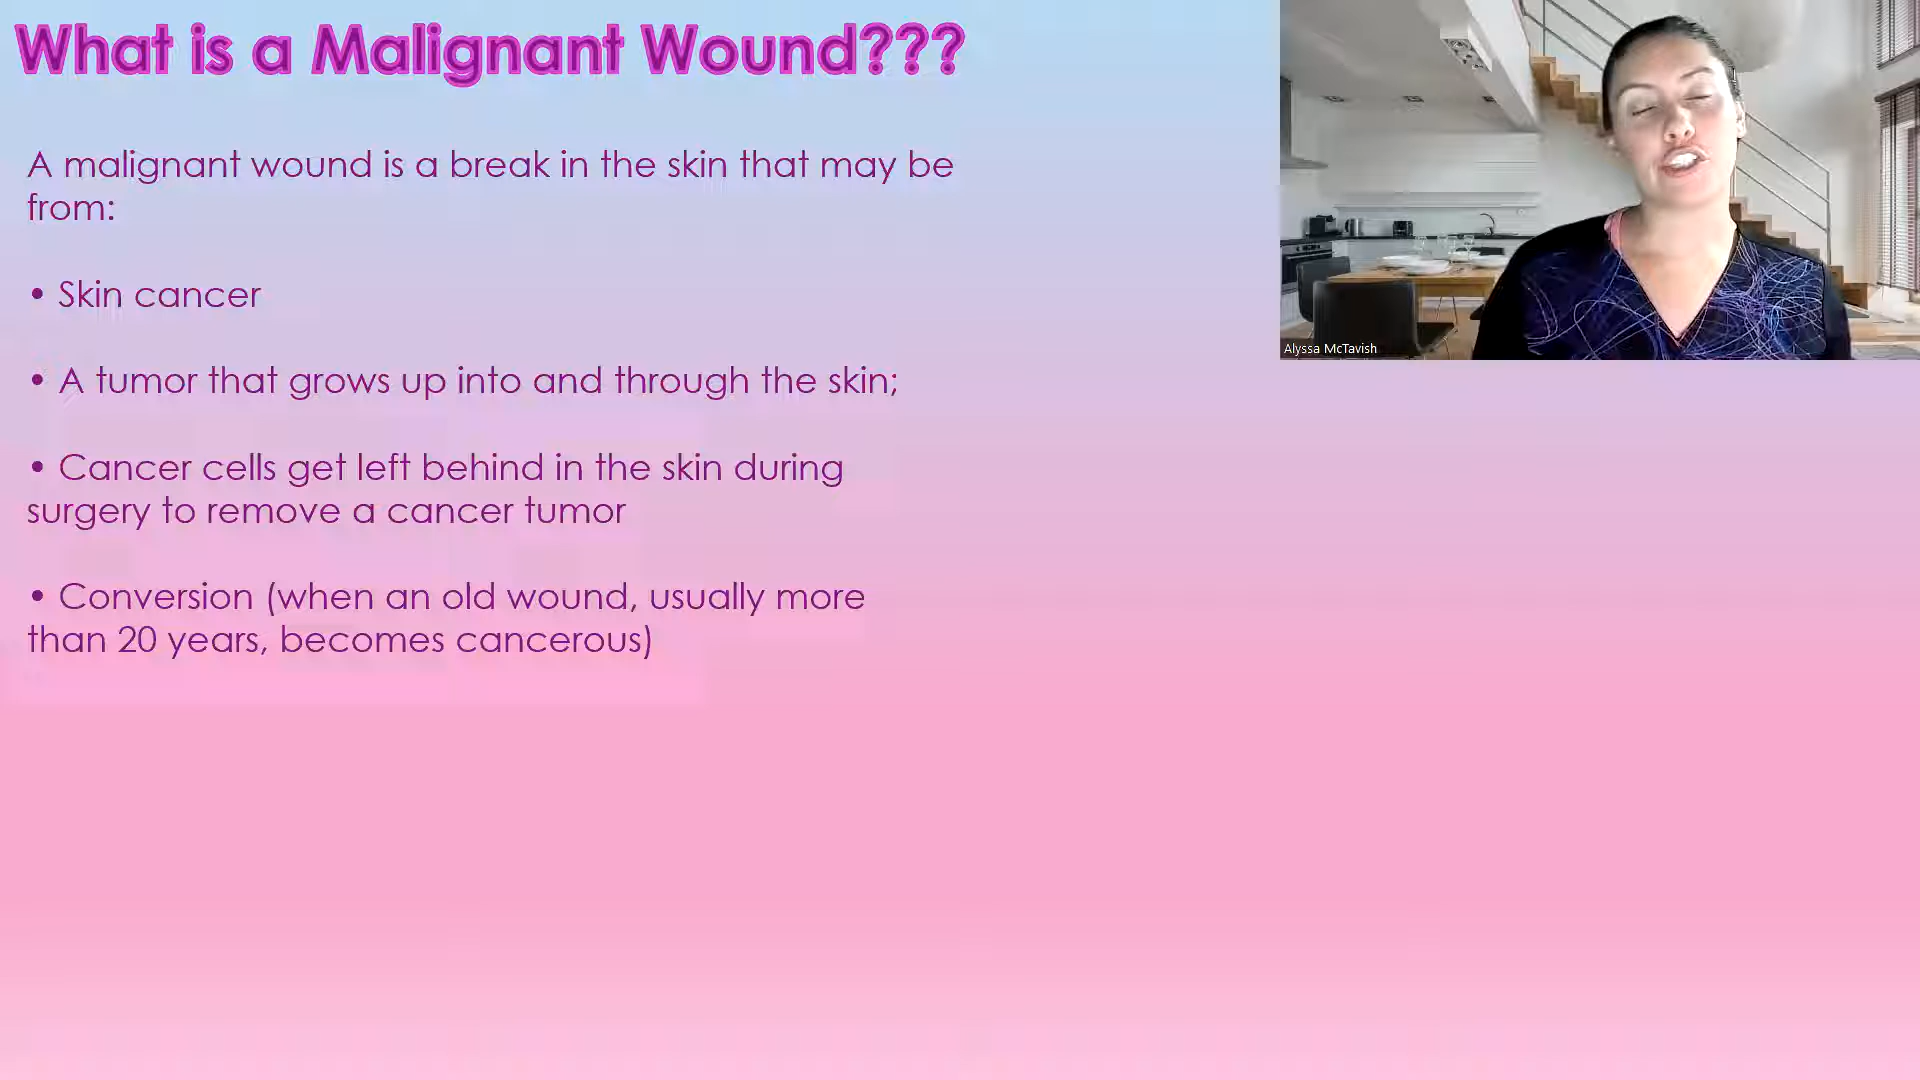 What is a Malignant Wound???
A malignant wound is a break in the skin that may be
from:
• Skin cancer
• A tumor that grows up into and through the skin;
• Cancer cells get left behind in the skin during
surgery to remove a cancer tumor
• Conversion (when an old wound, usually more
than 20 years, becomes cancerous)
Alyssa McTavish